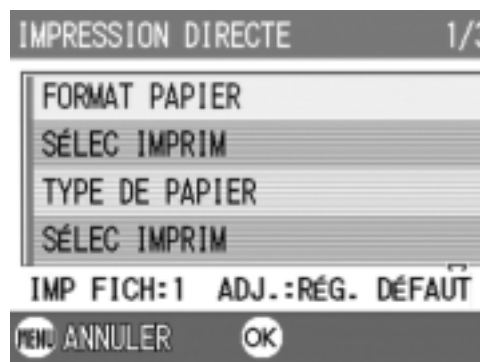 IMPRESSION DIRECTE 1/3
FORMAT PAPIER
SÉLEC IMPRIM
TYPE DE PAPIER
SÉLEC IMPRIM
IMP FICH:1 ADJ.:RÉG. DÉFAUT
MENU ANNULER OK